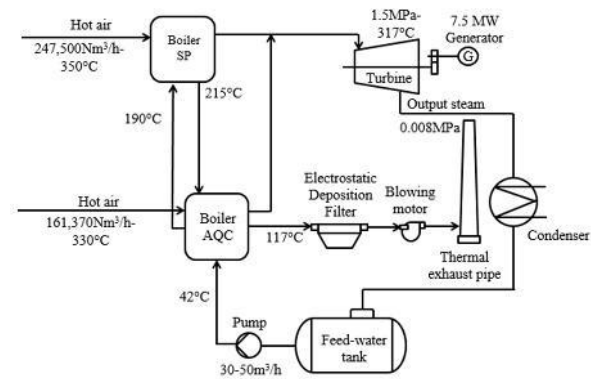 Hot air
247,500Nm³/h-
350°C
Boiler
SP
1.5MPa-
317°C
7.5 MW
Generator
G
Turbine
190°C
215°C
Output steam
0.008MPa
Hot air
161,370Nm³/h-
330°C
Boiler
AQC
117°C
Electrostatic
Deposition
Filter
Blowing
motor
Thermal
exhaust pipe
Condenser
42°C
Pump
30-50m³/h
Feed-water
tank